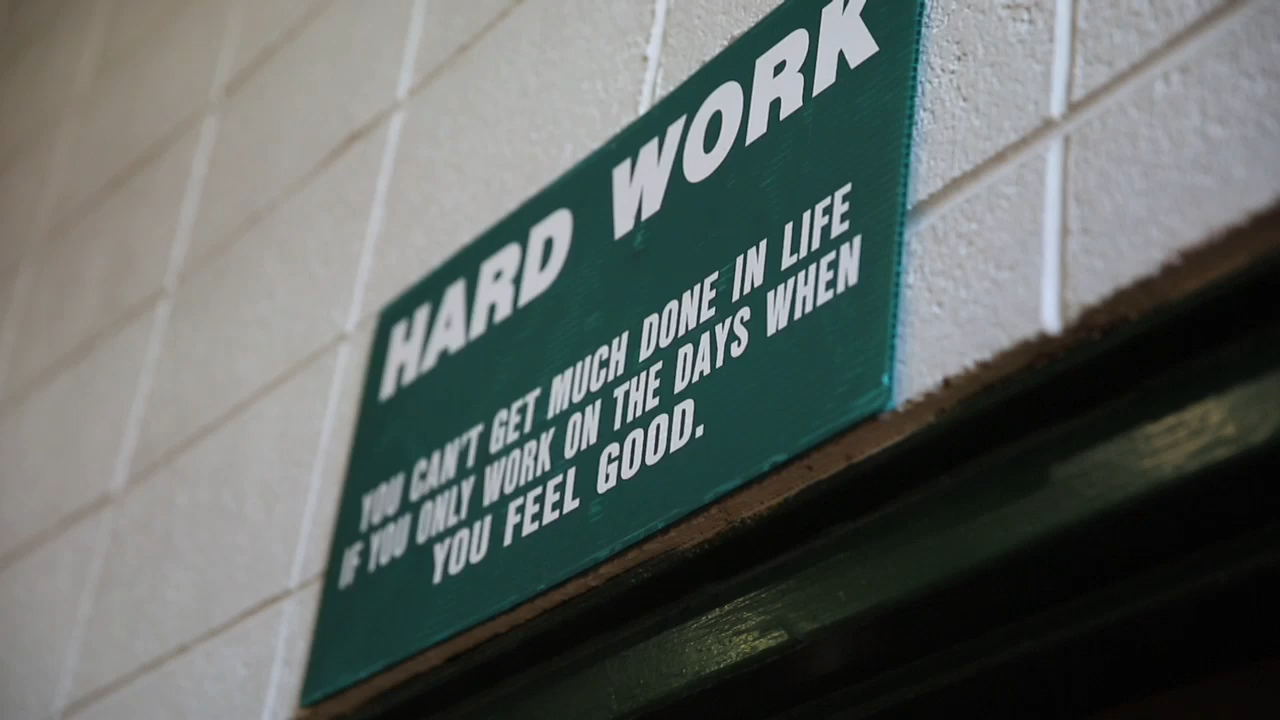 HARD WORK
YOU CAN'T GET MUCH DONE IN LIFE
IF YOU ONLY WORK ON THE DAYS WHEN
YOU FEEL GOOD.